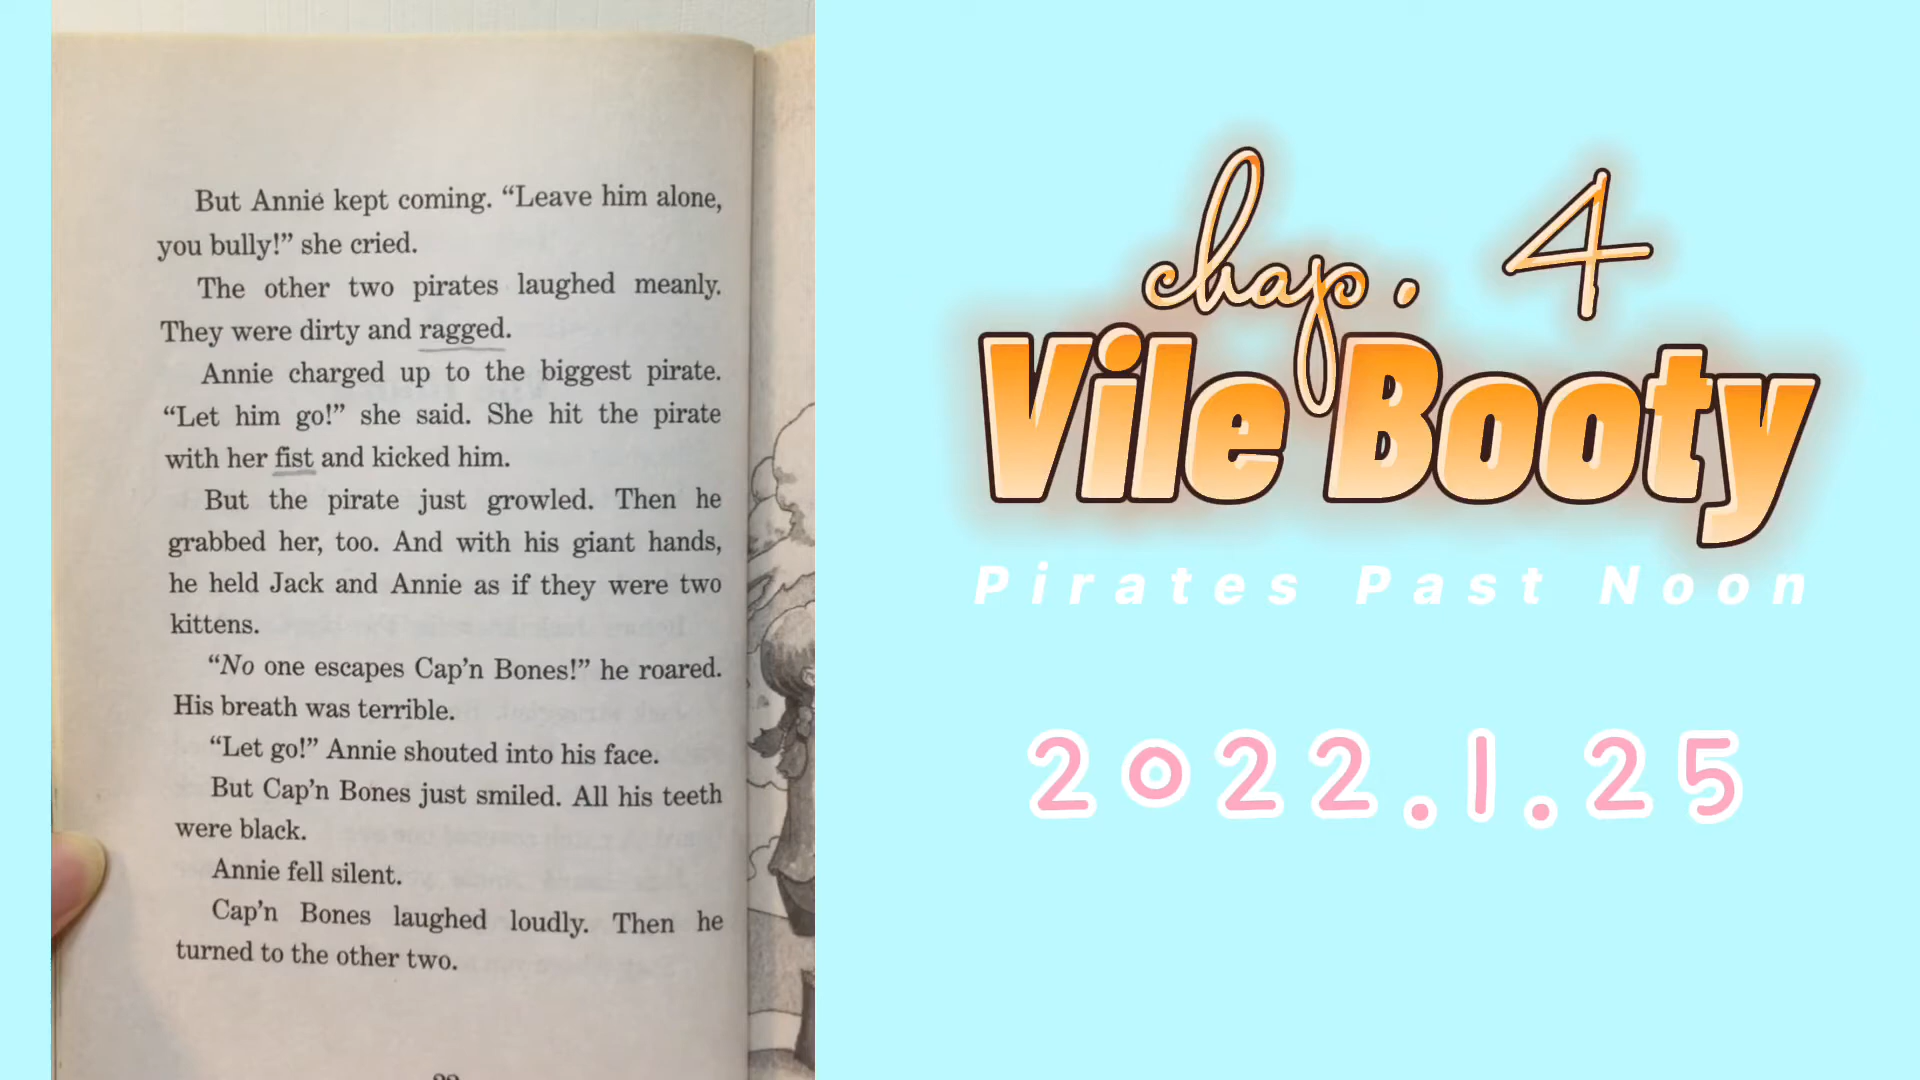 But Annie kept coming. “Leave him alone,
you bully!” she cried.
The other two pirates laughed meanly.
They were dirty and ragged.
Annie charged up to the biggest pirate.
“Let him go!” she said. She hit the pirate
with her fist and kicked him.
But the pirate just growled. Then he
grabbed her, too. And with his giant hands,
he held Jack and Annie as if they were two
kittens.
“No one escapes Cap’n Bones!” he roared.
His breath was terrible.
“Let go!” Annie shouted into his face.
But Cap’n Bones just smiled. All his teeth
were black.
Annie fell silent.
Cap’n Bones laughed loudly. Then he
turned to the other two.
chap. 4
Vile Booty
Pirates Past Noon
2022.1.25